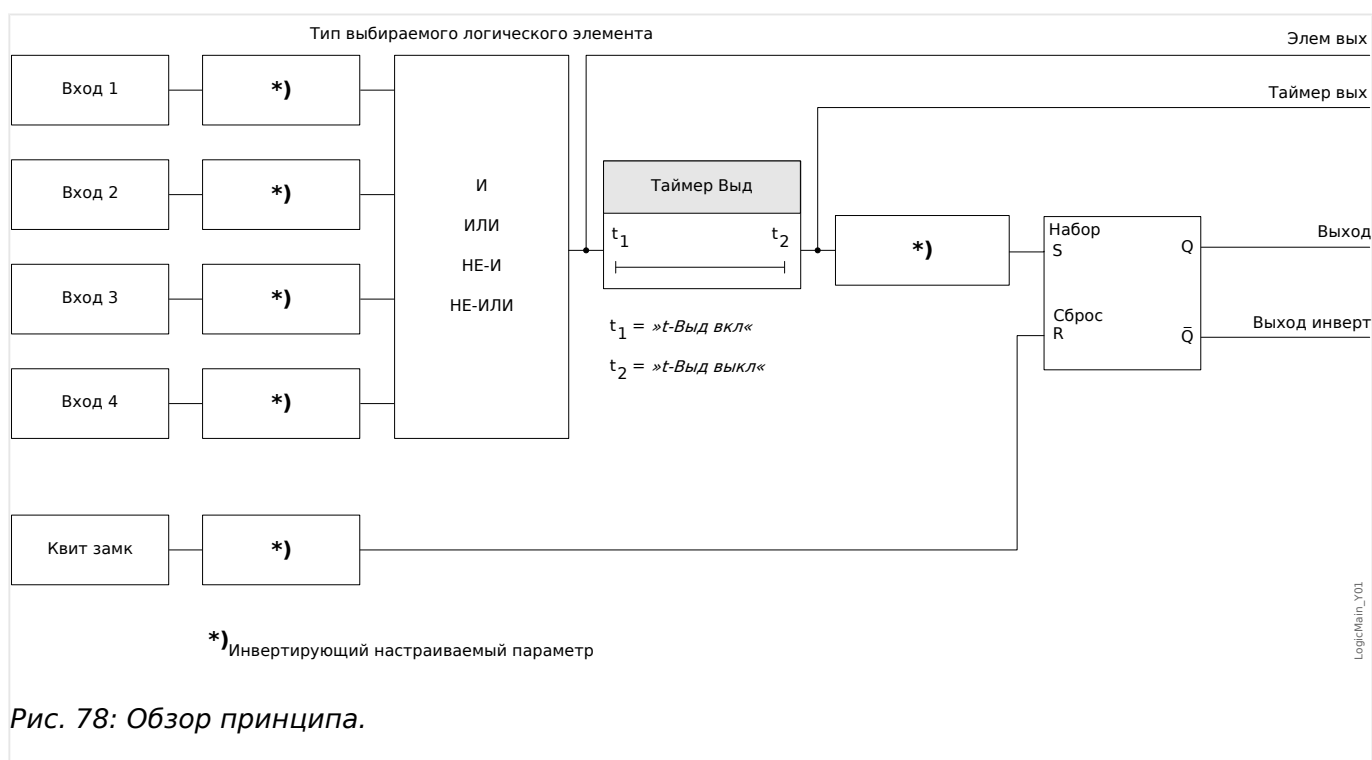 Тип выбираемого логического элемента
Элем вых
Вход 1
*)
Таймер вых
Вход 2
*)
И
ИЛИ
НЕ-И
НЕ-ИЛИ
Таймер Выд
t1
t2
*)
Набор
S
Q
Выход
Вход 3
*)
t1 = »t-Выд вкл«
t2 = »t-Выд выкл«
Сброс
R
Q̅
Выход инверт
Вход 4
*)
Квит замк
*)
*)Инвертирующий настраиваемый параметр
LogicMain_Y01
Рис. 78: Обзор принципа.